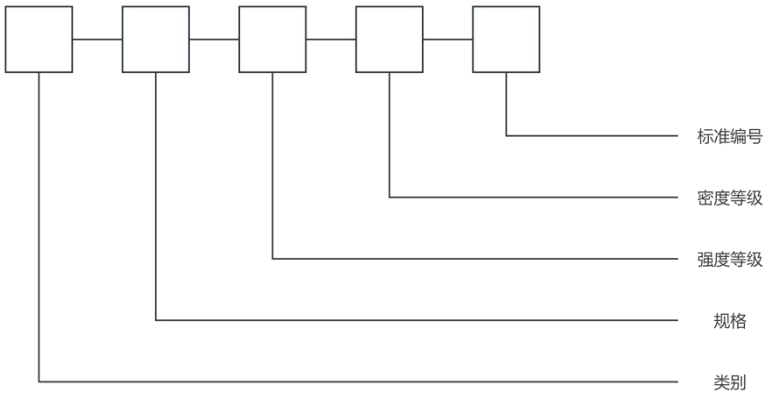 标准编号
密度等级
强度等级
规格
类别